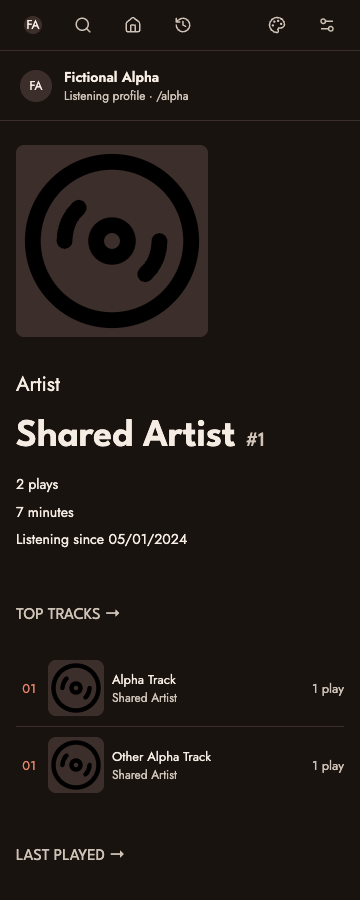 FA
FA
Fictional Alpha
Listening profile · /alpha
Artist
Shared Artist #1
2 plays
7 minutes
Listening since 05/01/2024
TOP TRACKS →
01
Alpha Track
Shared Artist
1 play
01
Other Alpha Track
Shared Artist
1 play
LAST PLAYED →